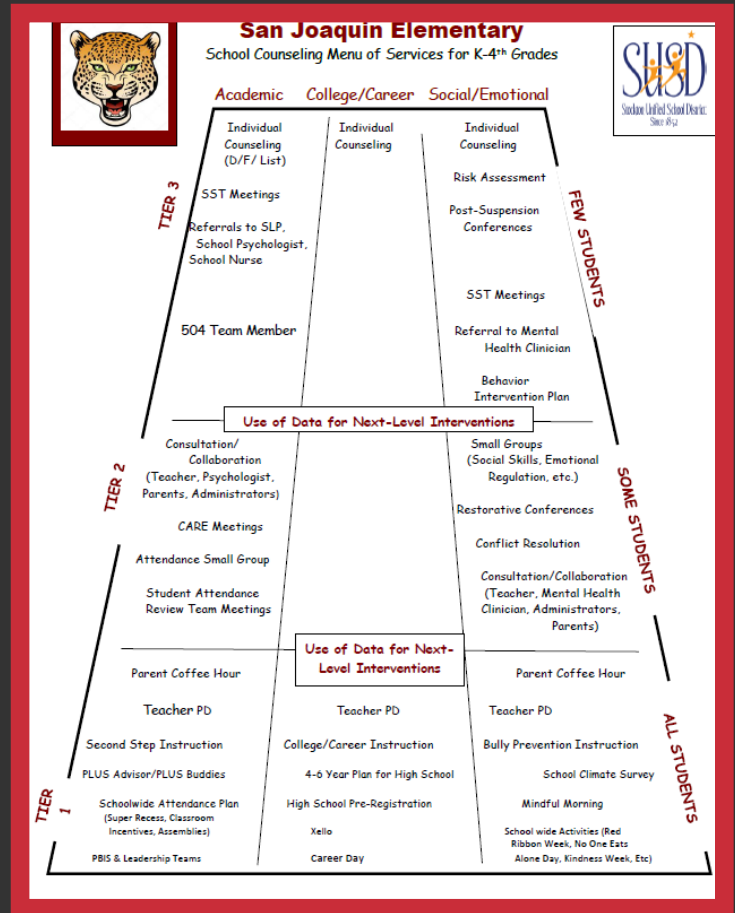 San Joaquin Elementary
School Counseling Menu of Services for K-4th Grades
SUSD
Stockton Unified School District
Since 1852
Academic College/Career Social/Emotional
TIER 3
Individual
Counseling
(D/F/ List)
SST Meetings
Referrals to SLP,
School Psychologist,
School Nurse
504 Team Member
Individual
Counseling
Individual
Counseling
Risk Assessment
Post-Suspension
Conferences
SST Meetings
Referral to Mental
Health Clinician
Behavior
Intervention Plan
FEW STUDENTS
Use of Data for Next-Level Interventions
TIER 2
Consultation/
Collaboration
(Teacher, Psychologist,
Parents, Administrators)
CARE Meetings
Attendance Small Group
Student Attendance
Review Team Meetings
Small Groups
(Social Skills, Emotional
Regulation, etc.)
Restorative Conferences
Conflict Resolution
Consultation/Collaboration
(Teacher, Mental Health
Clinician, Administrators,
Parents)
SOME STUDENTS
Use of Data for Next-
Level Interventions
TIER
1
Parent Coffee Hour
Teacher PD
Second Step Instruction
PLUS Advisor/PLUS Buddies
Schoolwide Attendance Plan
(Super Recess, Classroom
Incentives, Assemblies)
PBIS & Leadership Teams
Teacher PD
College/Career Instruction
4-6 Year Plan for High School
High School Pre-Registration
Xello
Career Day
Parent Coffee Hour
Teacher PD
Bully Prevention Instruction
School Climate Survey
Mindful Morning
School wide Activities (Red
Ribbon Week, No One Eats
Alone Day, Kindness Week, Etc)
ALL STUDENTS